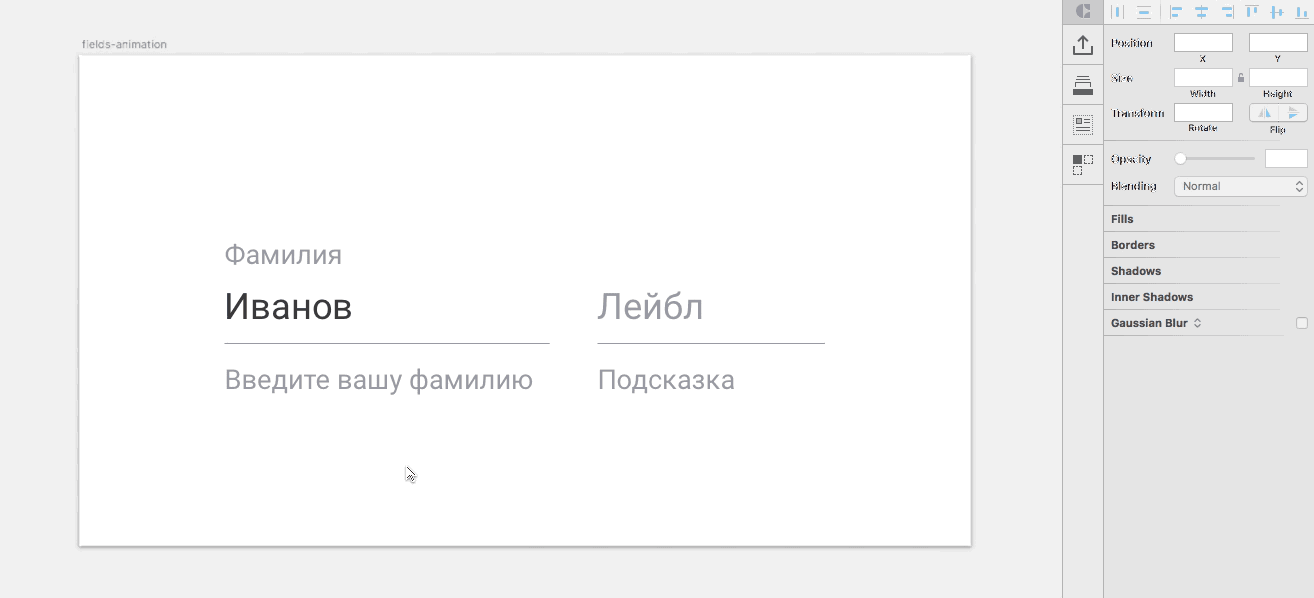 fields-animation
Фамилия
Иванов
Лейбл
Введите вашу фамилию
Подсказка
Position
X
Y
Size
Width
Height
Transform
Rotate
Flip
Opacity
Blending
Normal
Fills
Borders
Shadows
Inner Shadows
Gaussian Blur